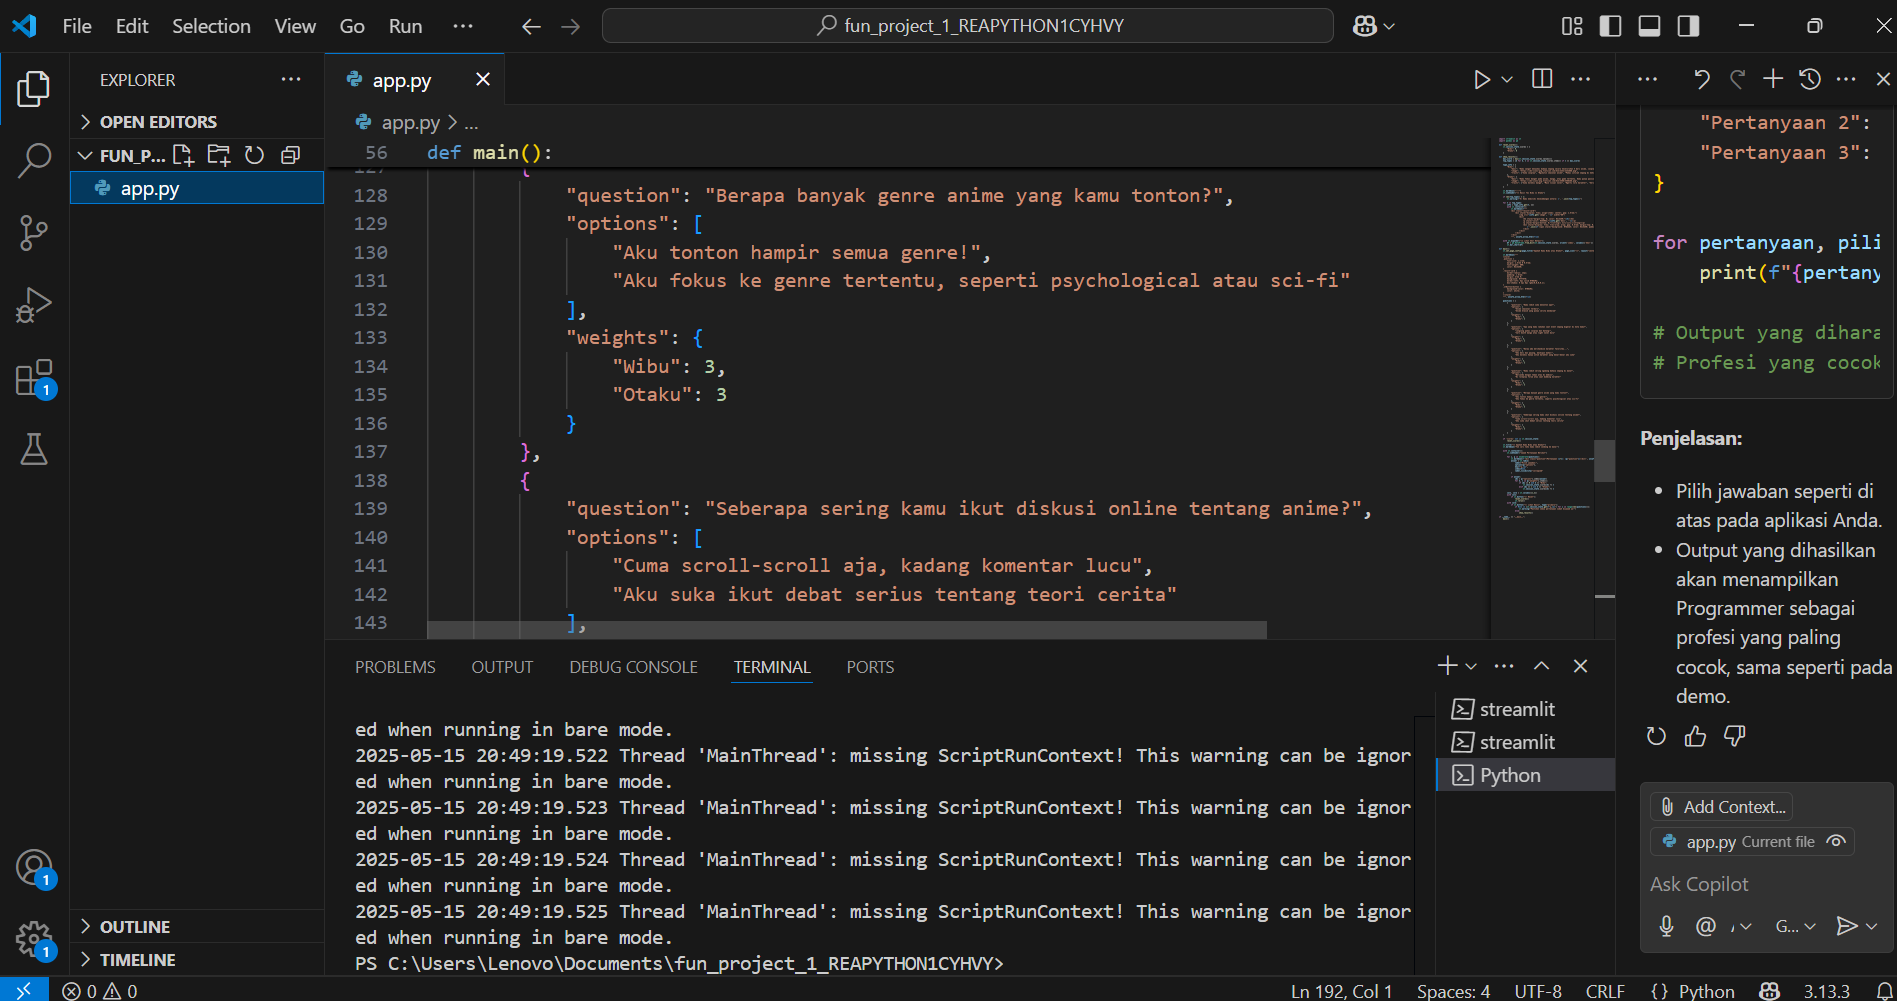 File Edit Selection View Go Run ··· fun_project_1_REAPYTHON1CYHVY
EXPLORER
OPEN EDITORS
FUN_P...
app.py
OUTLINE
TIMELINE
1
1
1
app.py
app.py > ...
56 def main():
127 {
128 "question": "Berapa banyak genre anime yang kamu tonton?",
129 "options": [
130 "Aku tonton hampir semua genre!",
131 "Aku fokus ke genre tertentu, seperti psychological atau sci-fi"
132 ],
133 "weights": {
134 "Wibu": 3,
135 "Otaku": 3
136 }
137 },
138 {
139 "question": "Seberapa sering kamu ikut diskusi online tentang anime?",
140 "options": [
141 "Cuma scroll-scroll aja, kadang komentar lucu",
142 "Aku suka ikut debat serius tentang teori cerita"
143 ],
PROBLEMS OUTPUT DEBUG CONSOLE TERMINAL PORTS
ed when running in bare mode.
2025-05-15 20:49:19.522 Thread 'MainThread': missing ScriptRunContext! This warning can be ignor
ed when running in bare mode.
2025-05-15 20:49:19.523 Thread 'MainThread': missing ScriptRunContext! This warning can be ignor
ed when running in bare mode.
2025-05-15 20:49:19.524 Thread 'MainThread': missing ScriptRunContext! This warning can be ignor
ed when running in bare mode.
2025-05-15 20:49:19.525 Thread 'MainThread': missing ScriptRunContext! This warning can be ignor
ed when running in bare mode.
PS C:\Users\Lenovo\Documents\fun_project_1_REAPYTHON1CYHVY>
streamlit
streamlit
Python
"Pertanyaan 2":
"Pertanyaan 3":
}
for pertanyaan, pili
print(f"{pertany
# Output yang dihara
# Profesi yang cocok
Penjelasan:
• Pilih jawaban seperti di
atas pada aplikasi Anda.
• Output yang dihasilkan
akan menampilkan
Programmer sebagai
profesi yang paling
cocok, sama seperti pada
demo.
Add Context...
app.py Current file
Ask Copilot
@ G...
0 0 Ln 192, Col 1 Spaces: 4 UTF-8 CRLF {} Python 3.13.3